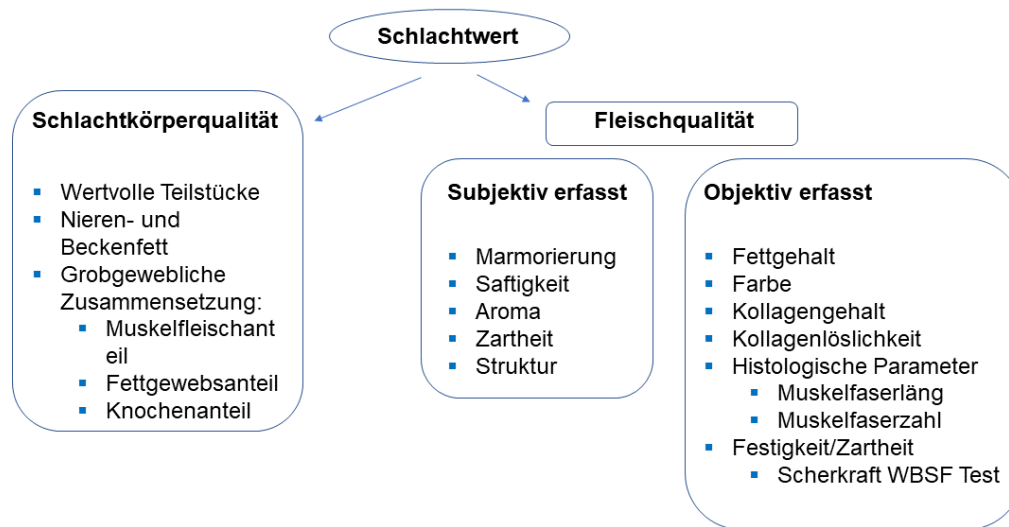 Schlachtwert
Schlachtkörperqualität
Wertvolle Teilstücke
Nieren- und
Beckenfett
Grobgewebliche
Zusammensetzung:
Muskelfleischant
eil
Fettgewebsanteil
Knochenanteil
Fleischqualität
Subjektiv erfasst
Marmorierung
Saftigkeit
Aroma
Zartheit
Struktur
Objektiv erfasst
Fettgehalt
Farbe
Kollagengehalt
Kollagenlöslichkeit
Histologische Parameter
Muskelfaserläng
Muskelfaserzahl
Festigkeit/Zartheit
Scherkraft WBSF Test